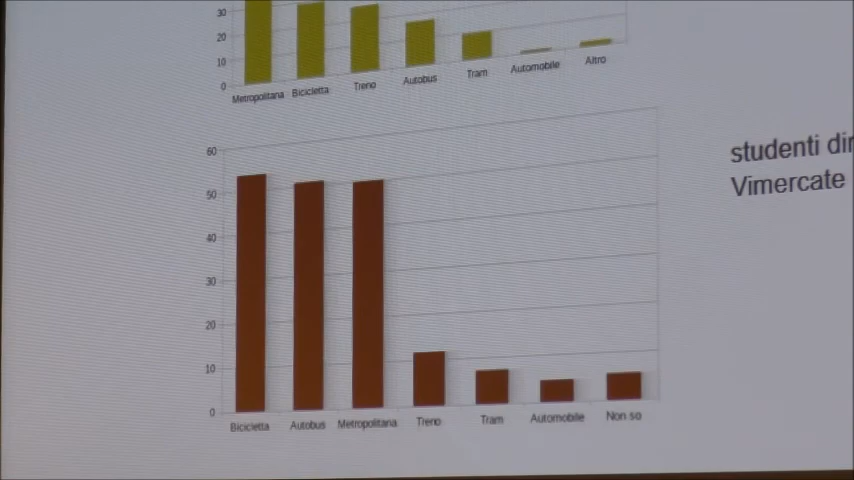 30
20
10
0
Metropolitana Bicicletta Treno Autobus Tram Automobile Altro
60
50
40
30
20
10
0
Bicicletta Autobus Metropolitana Treno Tram Automobile Non so
studenti
Vimercate